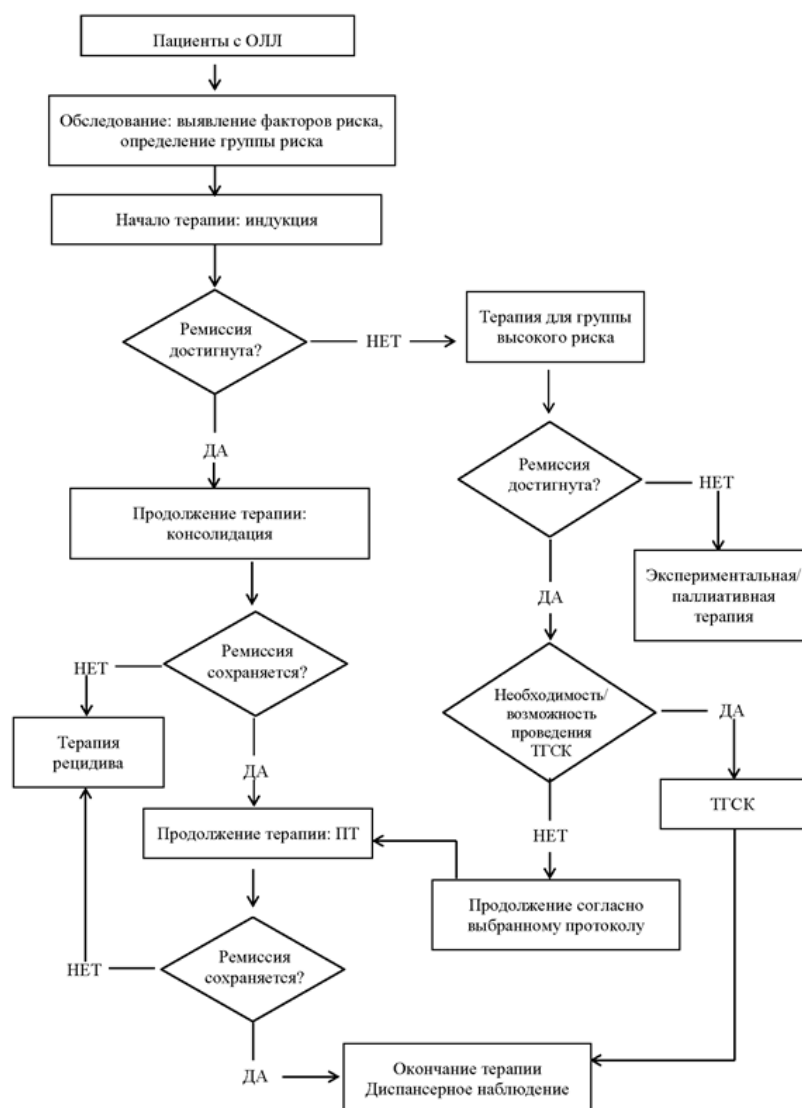 Пациенты с ОЛЛ
Обследование: выявление факторов риска,
определение группы риска
Начало терапии: индукция
Ремиссия
достигнута?
НЕТ
Терапия для группы
высокого риска
ДА
Ремиссия
достигнута?
НЕТ
Продолжение терапии:
консолидация
Экспериментальная/
паллиативная
терапия
ДА
Ремиссия
сохраняется?
НЕТ
Необходимость/
возможность
проведения
ТГСК
ДА
Терапия
рецидива
ДА
ТГСК
Продолжение терапии: ПТ
НЕТ
Продолжение согласно
выбранному протоколу
Ремиссия
сохраняется?
НЕТ
ДА
Окончание терапии
Диспансерное наблюдение